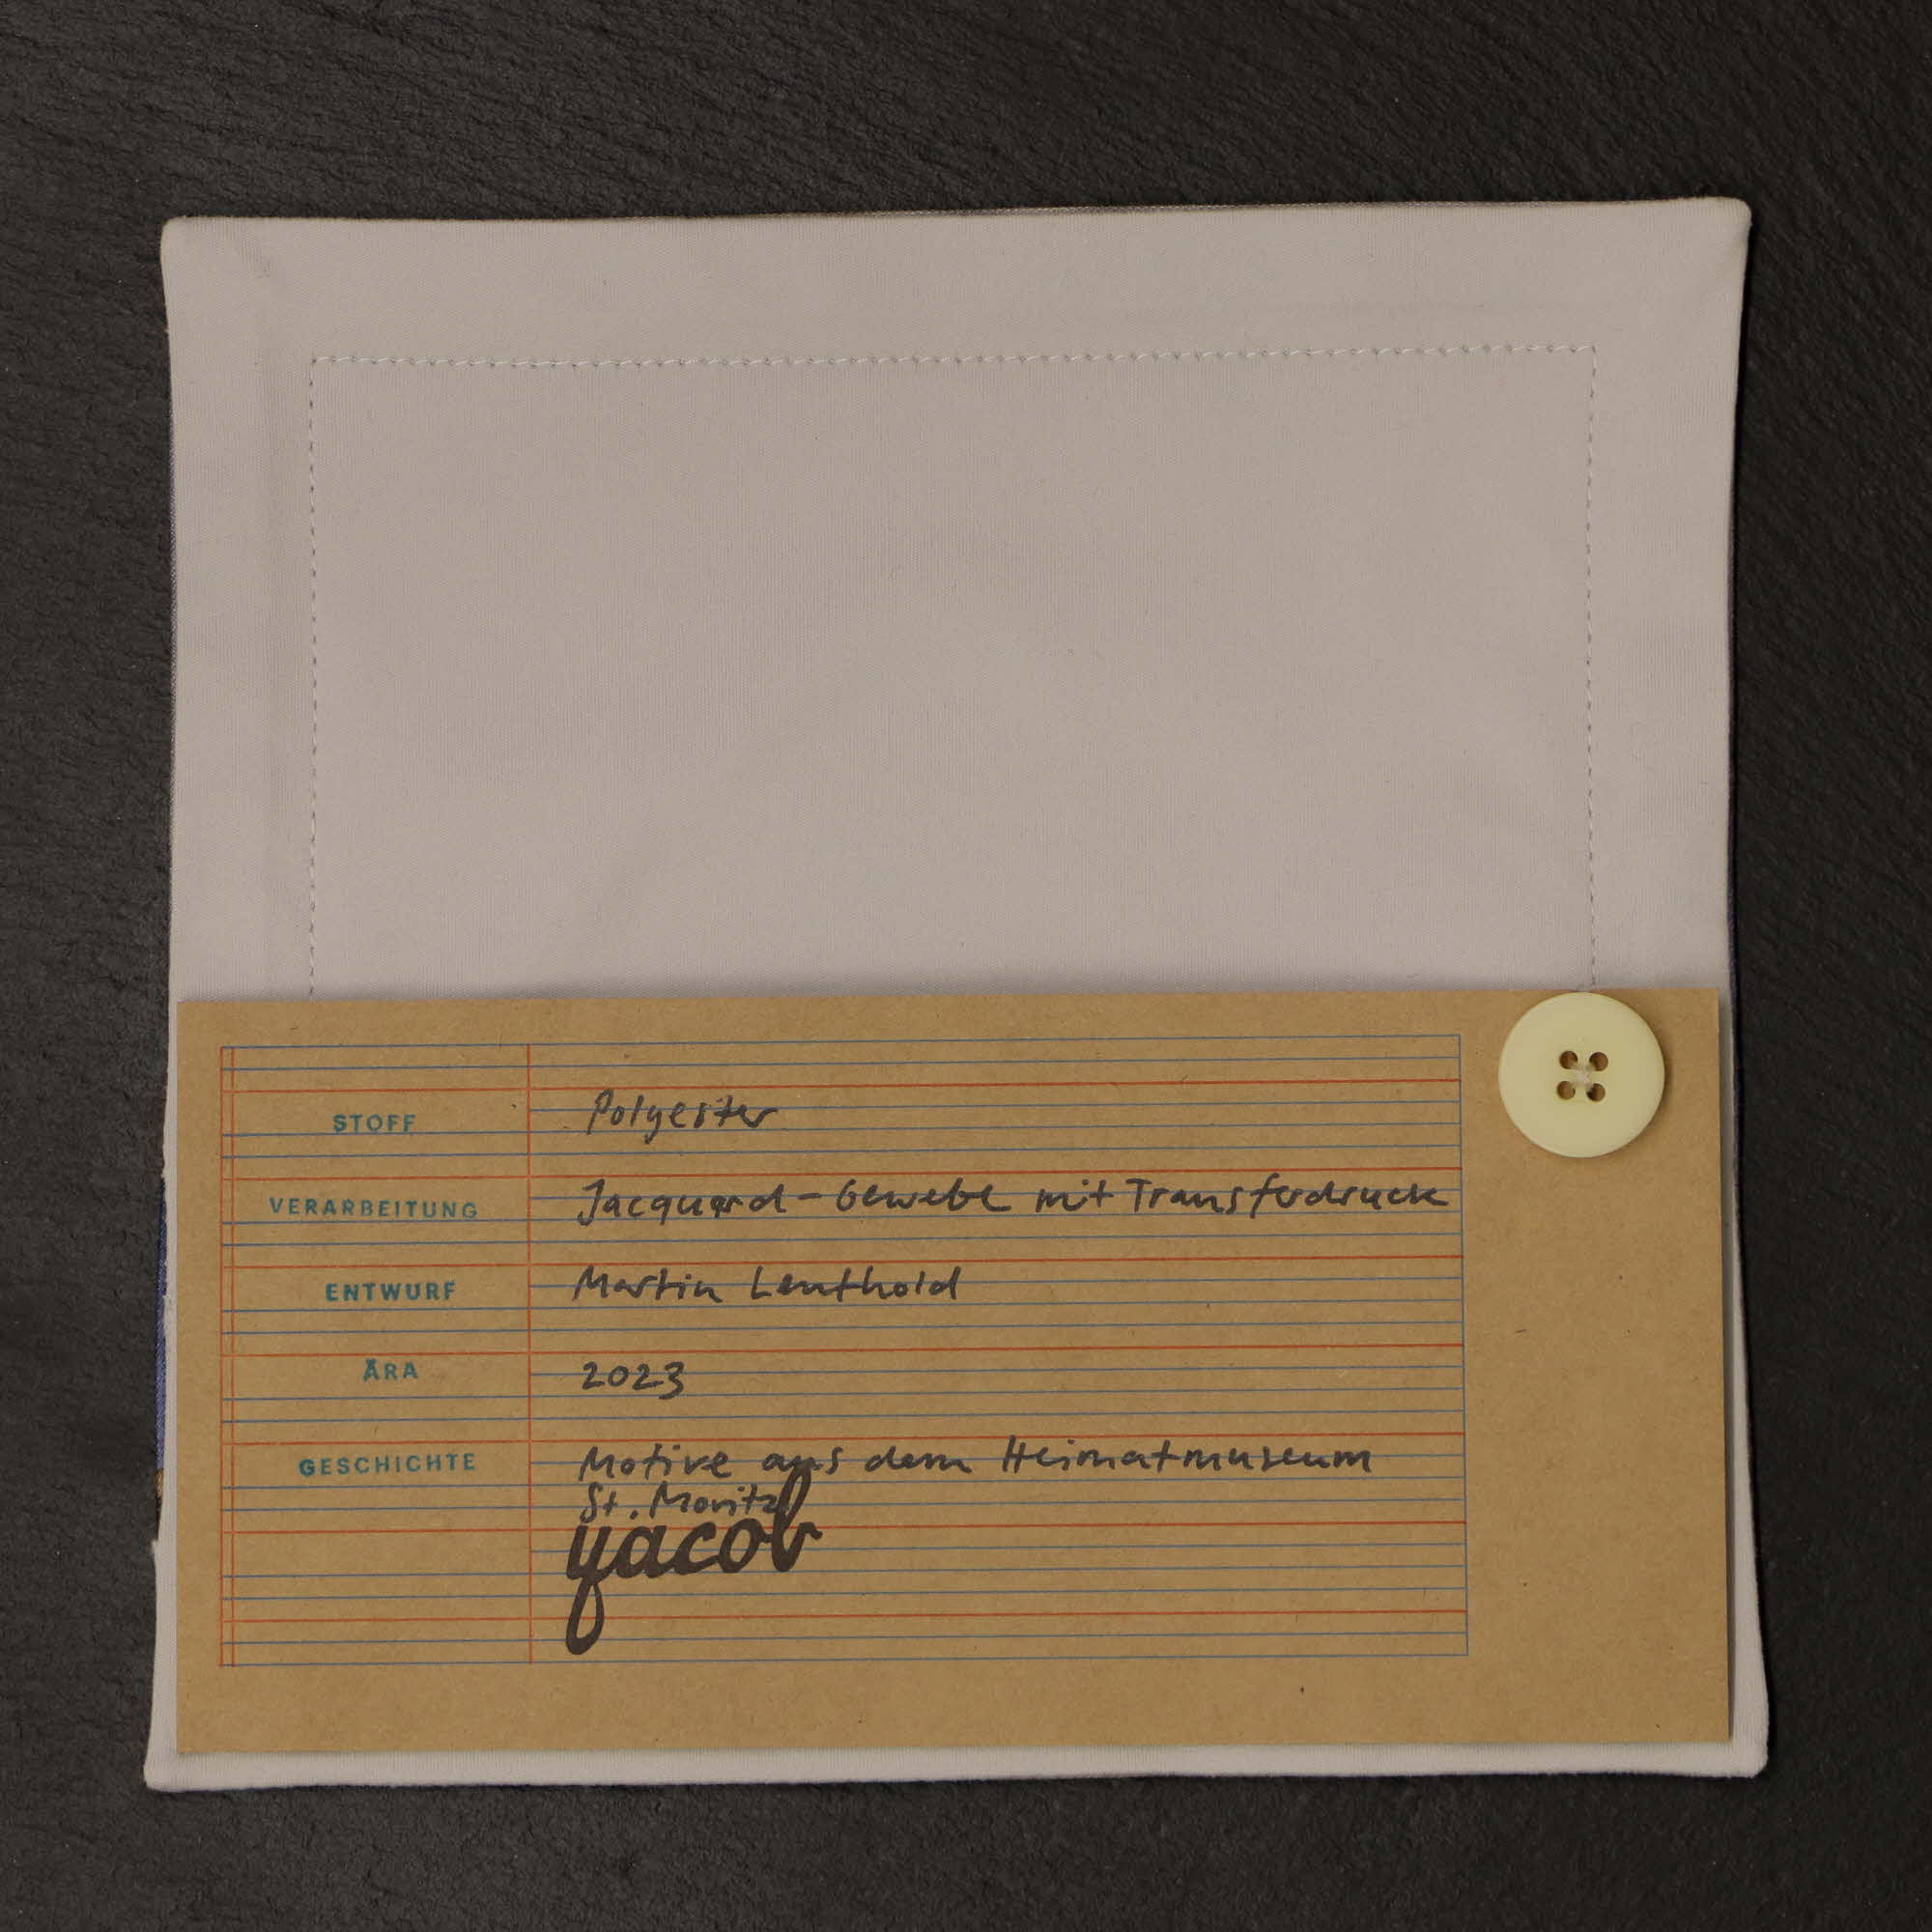 STOFF Polyester
VERARBEITUNG Jacquard-Gewebe mit Transferdruck
ENTWURF Martin Leuthold
ÄRA 2023
GESCHICHTE Motive aus dem Heimatmuseum
St. Moritz
yacob